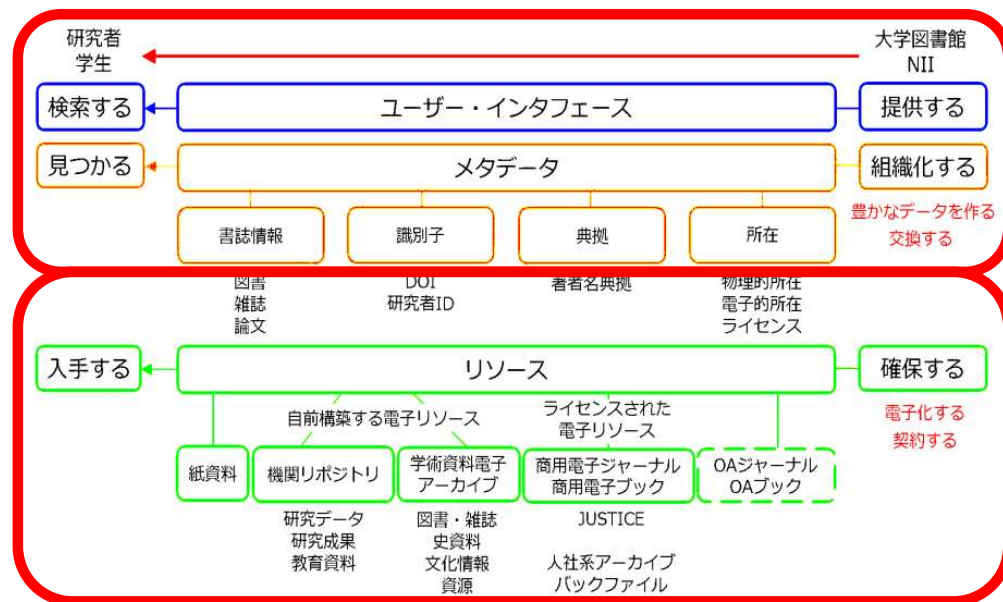 研究者
学生
大学図書館
NII
検索する
ユーザー・インタフェース
提供する
見つかる
メタデータ
組織化する
豊かなデータを作る
交換する
書誌情報
識別子
典拠
所在
図書
雑誌
論文
DOI
研究者ID
著者名典拠
物理的所在
電子的所在
ライセンス
入手する
リソース
確保する
電子化する
契約する
自前構築する電子リソース
ライセンスされた
電子リソース
紙資料
機関リポジトリ
学術資料電子
アーカイブ
商用電子ジャーナル
商用電子ブック
OAジャーナル
OAブック
研究データ
研究成果
教育資料
図書・雑誌
史資料
文化情報
資源
JUSTICE
人社系アーカイブ
バックファイル